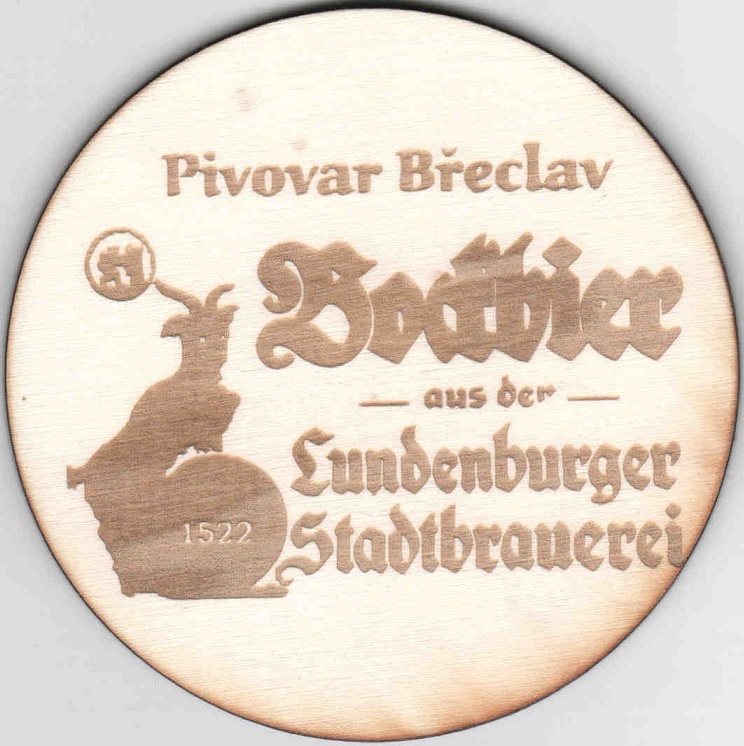 Pivovar Břeclav
Bockbier
— aus der —
Lundenburger
Stadtbrauerei
1522